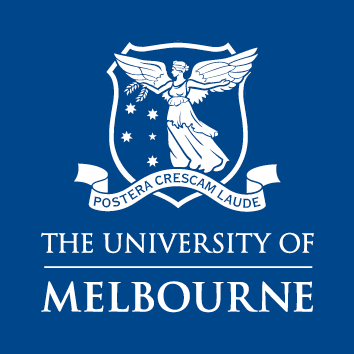 POSTERA CRESCAM LAUDE
THE UNIVERSITY OF
MELBOURNE